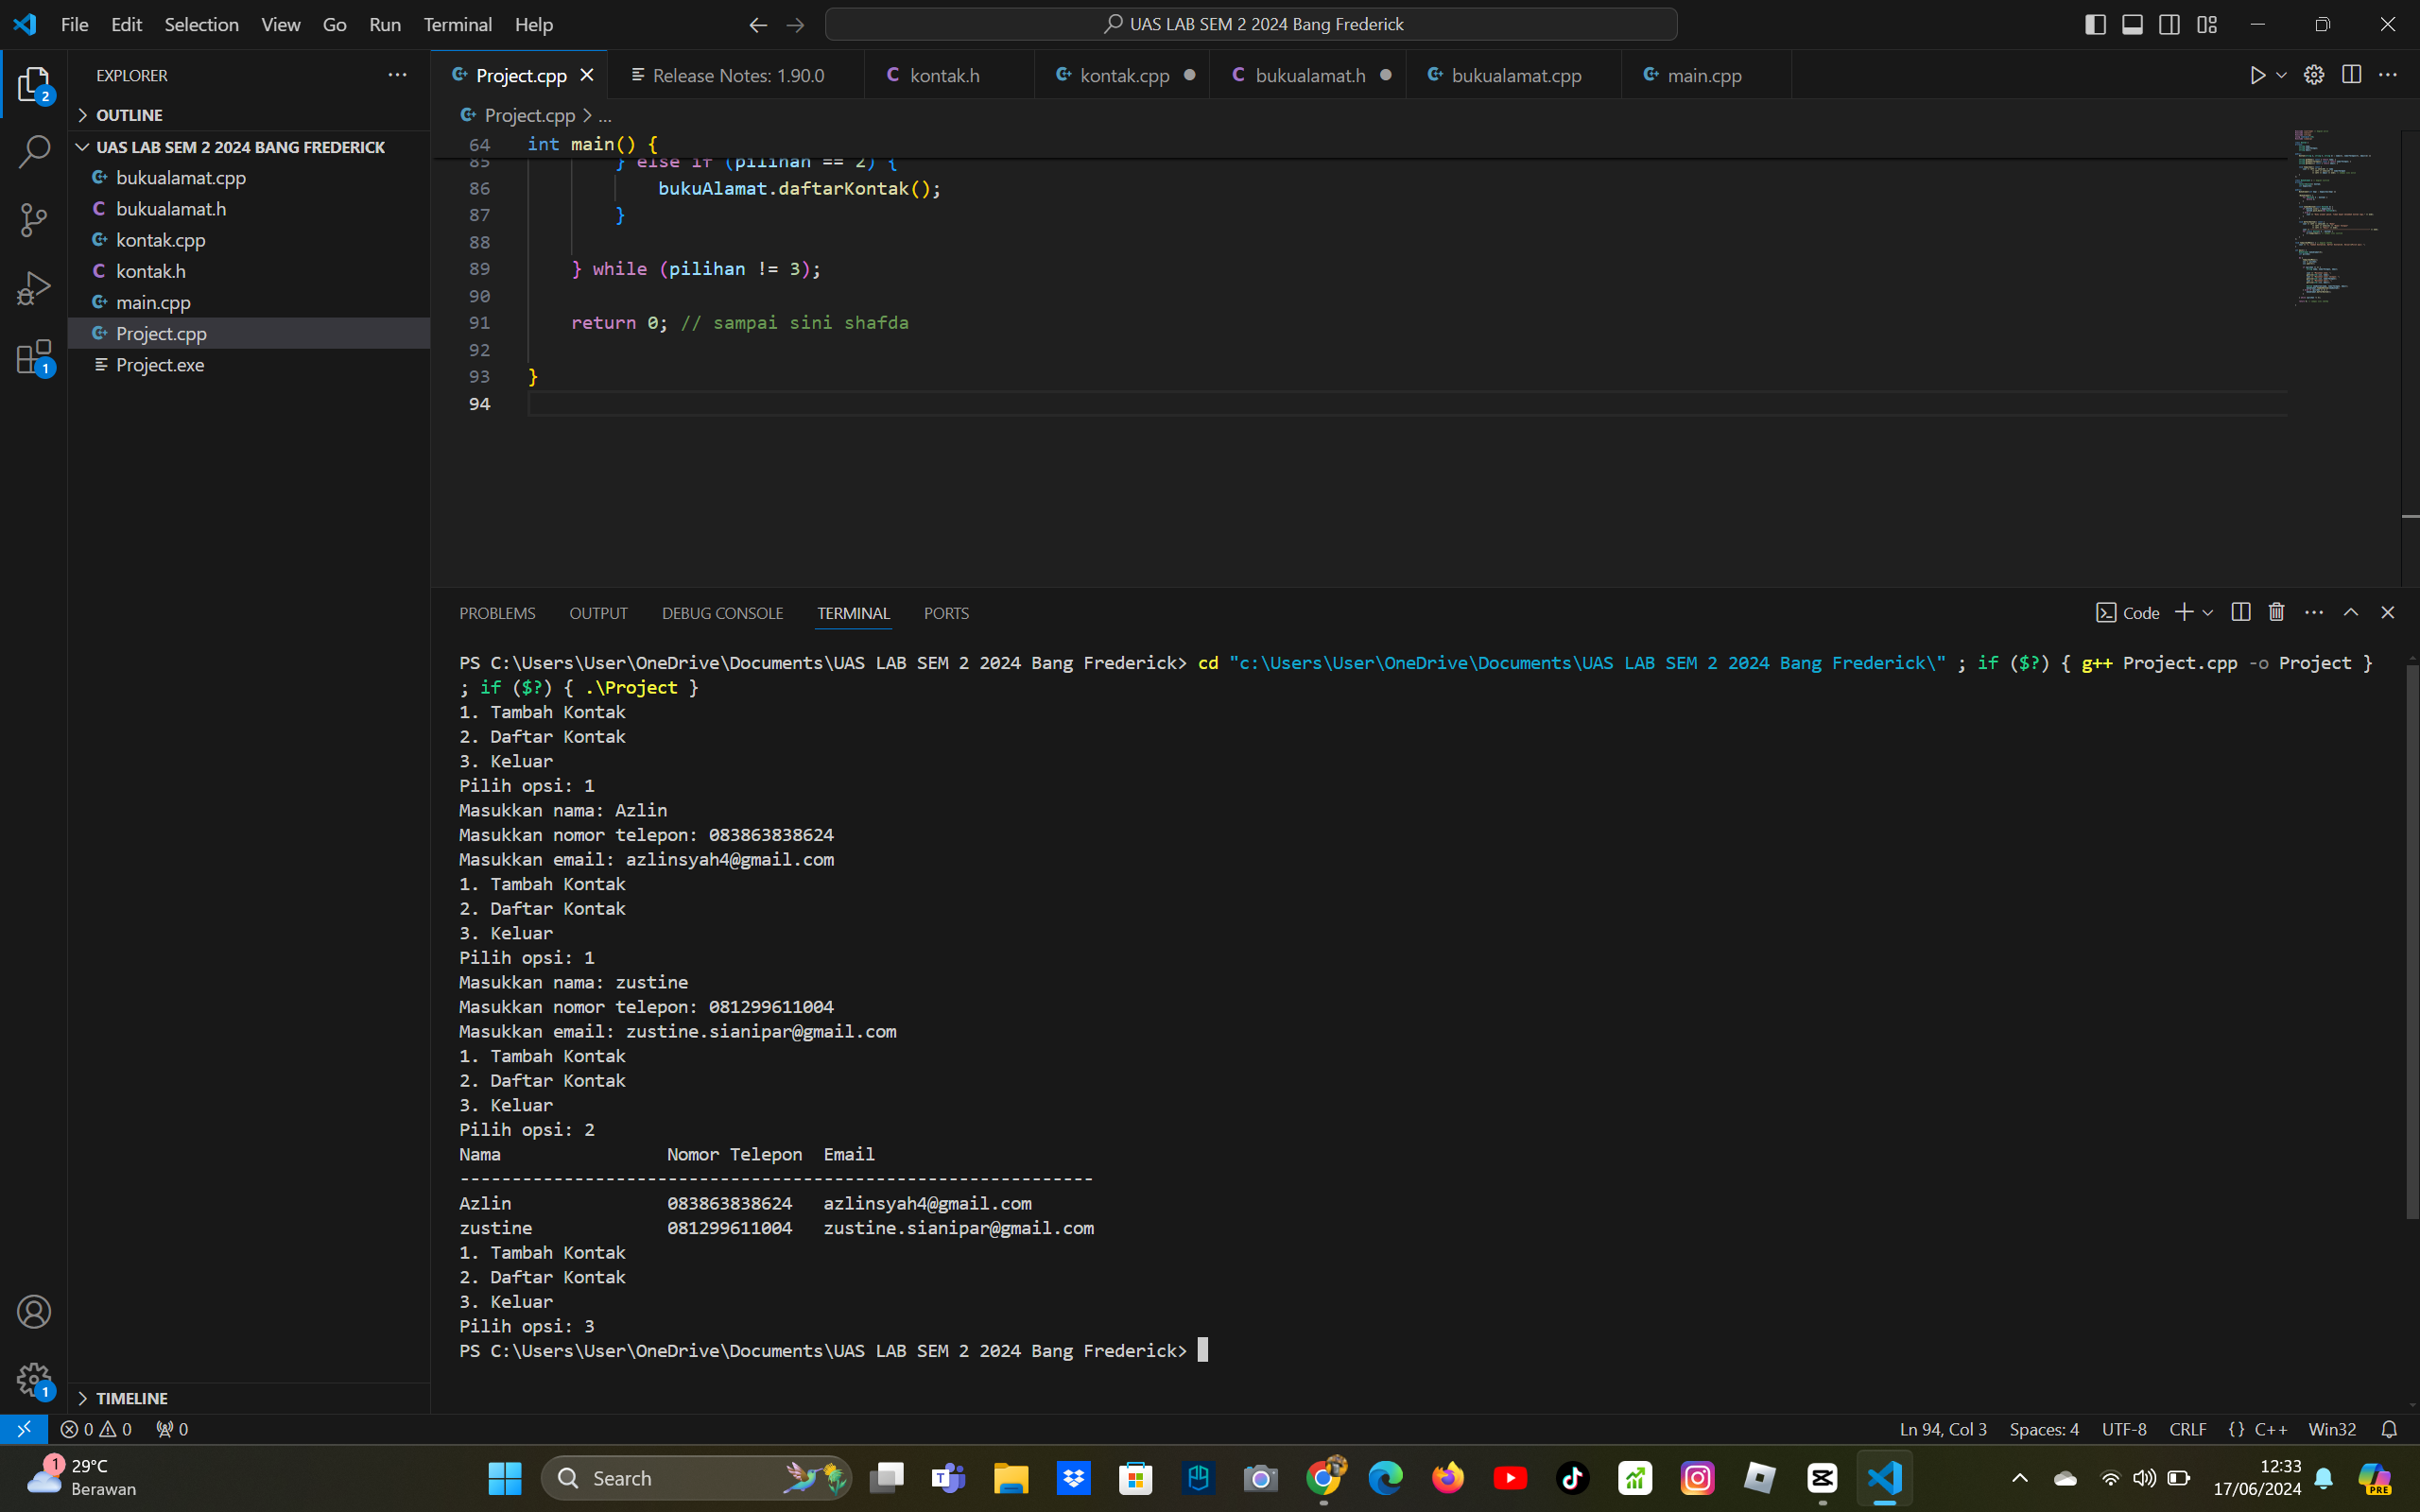 File Edit Selection View Go Run Terminal Help
UAS LAB SEM 2 2024 Bang Frederick
EXPLORER
OUTLINE
UAS LAB SEM 2 2024 BANG FREDERICK
bukualamat.cpp
bukualamat.h
kontak.cpp
kontak.h
main.cpp
Project.cpp
Project.exe
TIMELINE
2
1
1
Project.cpp Release Notes: 1.90.0 kontak.h kontak.cpp bukualamat.h bukualamat.cpp main.cpp
Project.cpp > ...
64 int main() {
85 } else if (pilihan == 2) {
86 bukuAlamat.daftarKontak();
87 }
88
89 } while (pilihan != 3);
90
91 return 0; // sampai sini shafda
92
93 }
94
PROBLEMS OUTPUT DEBUG CONSOLE TERMINAL PORTS
Code
PS C:\Users\User\OneDrive\Documents\UAS LAB SEM 2 2024 Bang Frederick> cd "c:\Users\User\OneDrive\Documents\UAS LAB SEM 2 2024 Bang Frederick\" ; if ($?) { g++ Project.cpp -o Project }
; if ($?) { .\Project }
1. Tambah Kontak
2. Daftar Kontak
3. Keluar
Pilih opsi: 1
Masukkan nama: Azlin
Masukkan nomor telepon: 083863838624
Masukkan email: azlinsyah4@gmail.com
1. Tambah Kontak
2. Daftar Kontak
3. Keluar
Pilih opsi: 1
Masukkan nama: zustine
Masukkan nomor telepon: 081299611004
Masukkan email: zustine.sianipar@gmail.com
1. Tambah Kontak
2. Daftar Kontak
3. Keluar
Pilih opsi: 2
Nama Nomor Telepon Email
-------------------------------------------------------------
Azlin 083863838624 azlinsyah4@gmail.com
zustine 081299611004 zustine.sianipar@gmail.com
1. Tambah Kontak
2. Daftar Kontak
3. Keluar
Pilih opsi: 3
PS C:\Users\User\OneDrive\Documents\UAS LAB SEM 2 2024 Bang Frederick>
0 0 0 Ln 94, Col 3 Spaces: 4 UTF-8 CRLF {} C++ Win32
1 29°C
Berawan
Search
12:33
17/06/2024
PRE